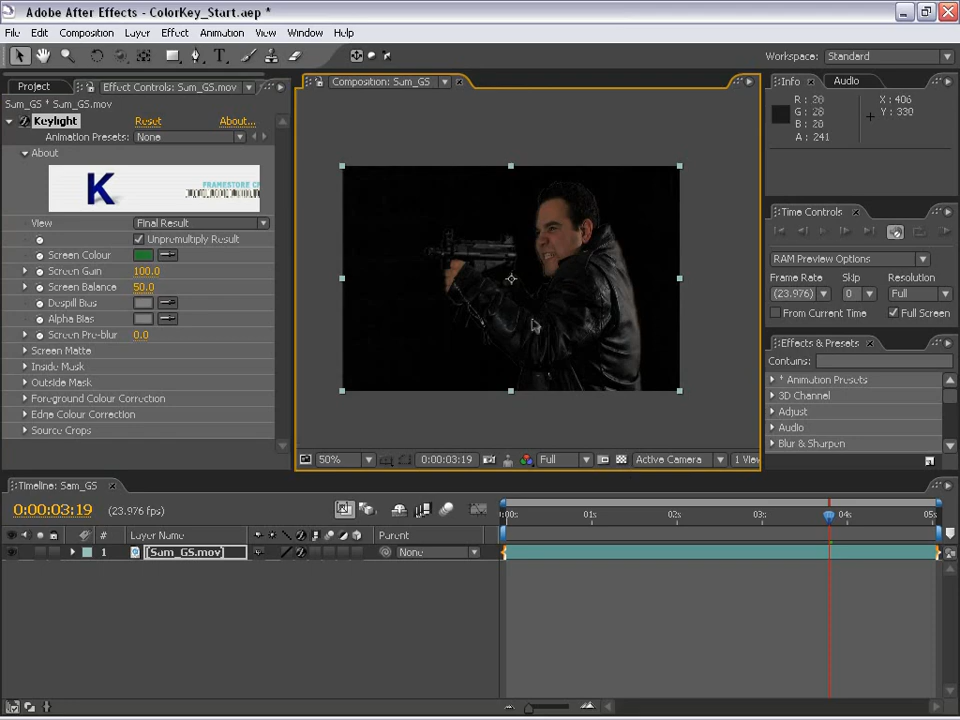 Adobe After Effects - ColorKey_Start.aep *
File Edit Composition Layer Effect Animation View Window Help
Workspace: Standard
Project Effect Controls: Sam_GS.mov
Composition: Sam_GS
Info Audio
Sam_GS * Sam_GS.mov
R: 20 X: 406
G: 28 Y: 330
B: 20
A: 241
Keylight Reset About...
Animation Presets: None
About
K FRAMESTORE
View Final Result
Unpremultiply Result
Screen Colour
Screen Gain 100.0
Screen Balance 50.0
Despill Bias
Alpha Bias
Screen Pre-blur 0.0
Screen Matte
Inside Mask
Outside Mask
Foreground Colour Correction
Edge Colour Correction
Source Crops
Time Controls
RAM Preview Options
Frame Rate Skip Resolution
(23.976) 0 Full
From Current Time Full Screen
Effects & Presets
Contains:
* Animation Presets
3D Channel
Adjust
Audio
Blur & Sharpen
50% 0:00:03:19 Full Active Camera 1 View
Timeline: Sam_GS
0:00:03:19 (23.976 fps)
:00s 01s 02s 03s 04s 05s
# Layer Name Parent
1 [Sam_GS.mov] None